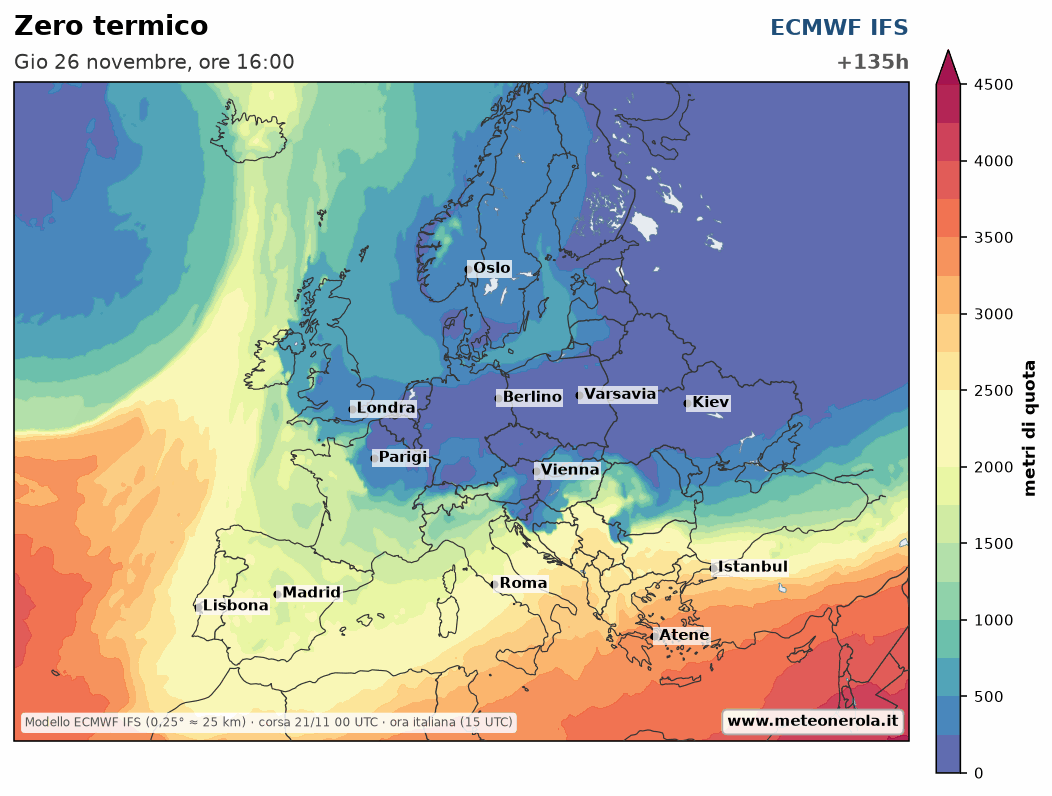 Zero termico
ECMWF IFS
Gio 26 novembre, ore 16:00
+135h
4500
4000
3500
3000
2500
2000
1500
1000
500
0
metri di quota
Oslo
Londra
Berlino
Varsavia
Kiev
Parigi
Vienna
Istanbul
Roma
Madrid
Lisbona
Atene
Modello ECMWF IFS (0,25° ≈ 25 km) · corsa 21/11 00 UTC · ora italiana (15 UTC)
www.meteonerola.it